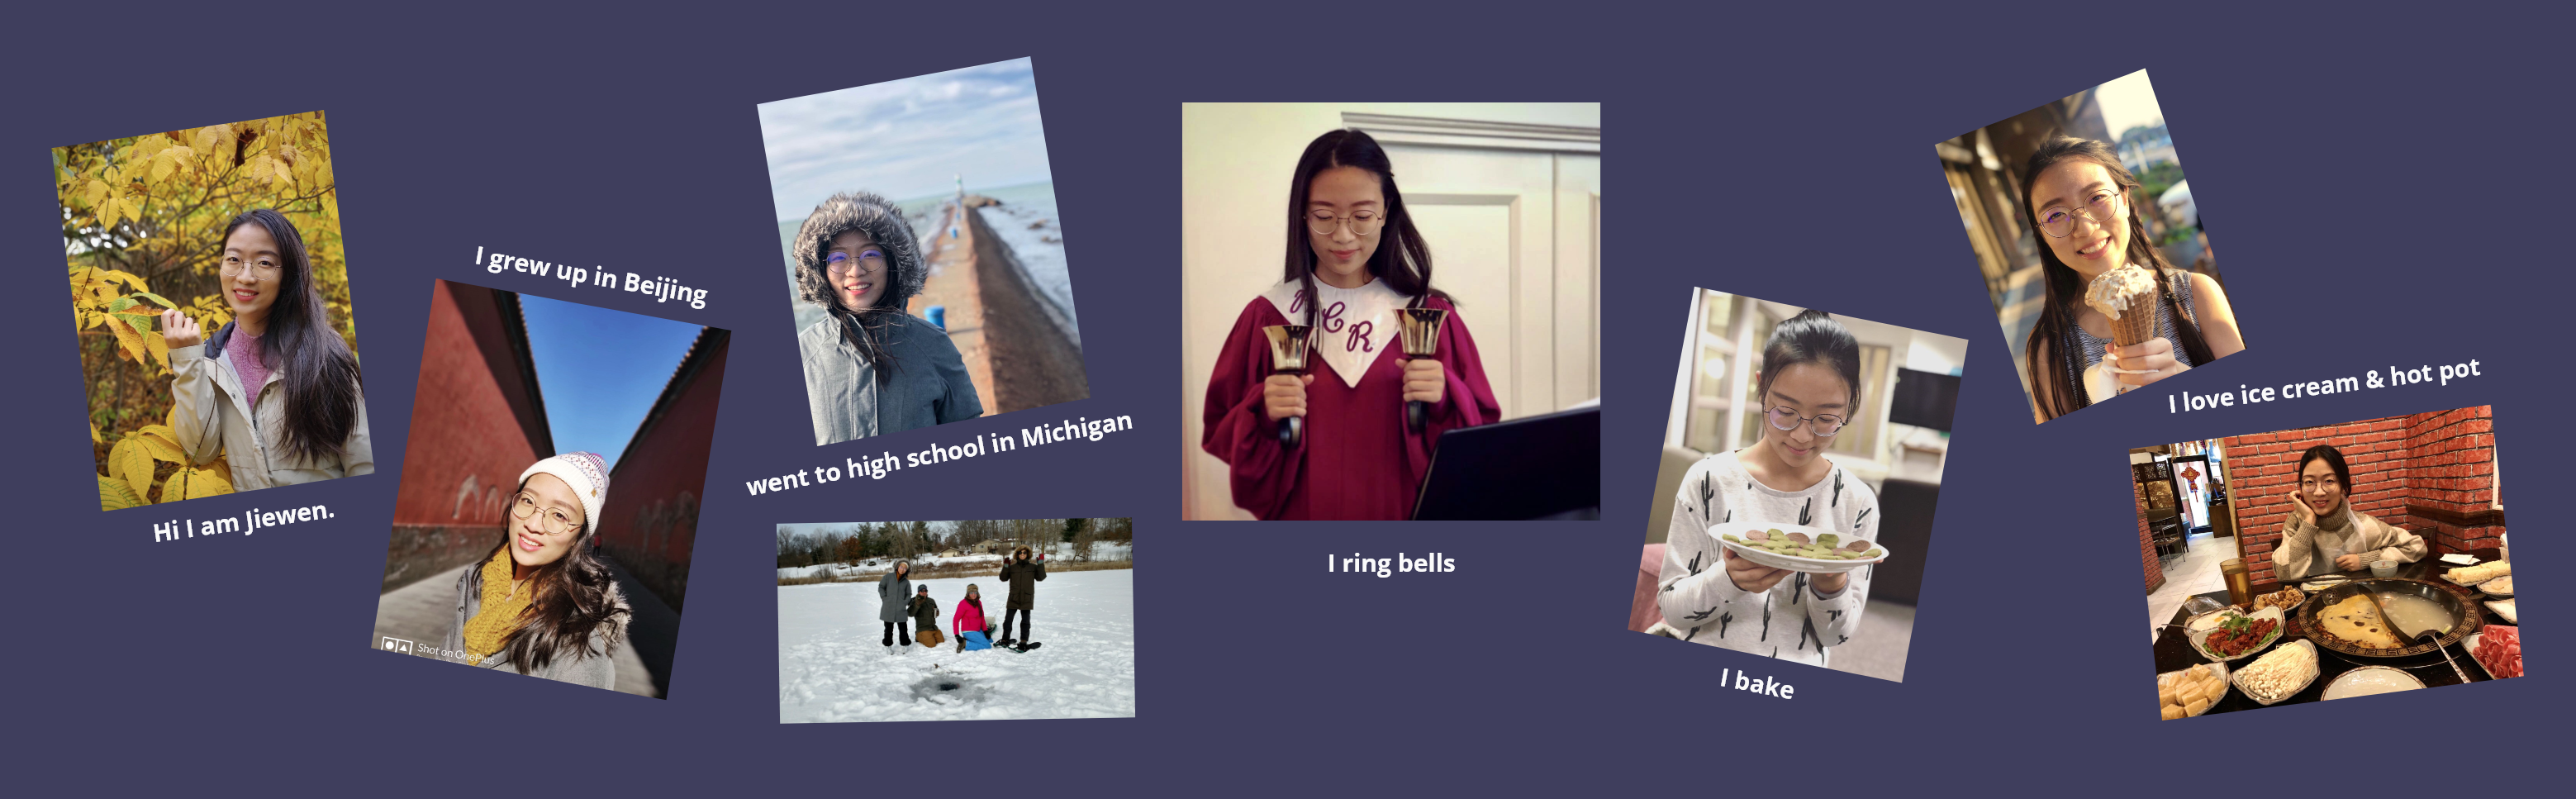 Hi I am Jiewen.
I grew up in Beijing
Shot on OnePlus
went to high school in Michigan
I ring bells
A C R
I bake
I love ice cream & hot pot